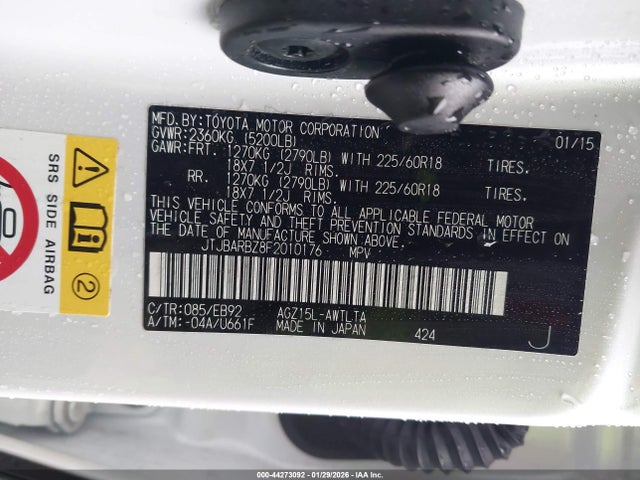 MFD.BY:TOYOTA MOTOR CORPORATION 01/15
GVWR:2360KG (5200LB)
GAWR:FRT. 1270KG (2790LB) WITH 225/60R18 TIRES.
18X7 1/2J RIMS.
RR. 1270KG (2790LB) WITH 225/60R18 TIRES.
18X7 1/2J RIMS.
THIS VEHICLE CONFORMS TO ALL APPLICABLE FEDERAL MOTOR
VEHICLE SAFETY AND THEFT PREVENTION STANDARDS IN EFFECT ON
THE DATE OF MANUFACTURE SHOWN ABOVE.
JTJBARBZ8F2010176 MPV
C/TR:085/EB92 AGZ15L-AWTLTA
A/TM:-04A/U661F MADE IN JAPAN 424 J
SRS SIDE AIRBAG
2
000-44273092 - 01/29/2026 - IAA Inc.